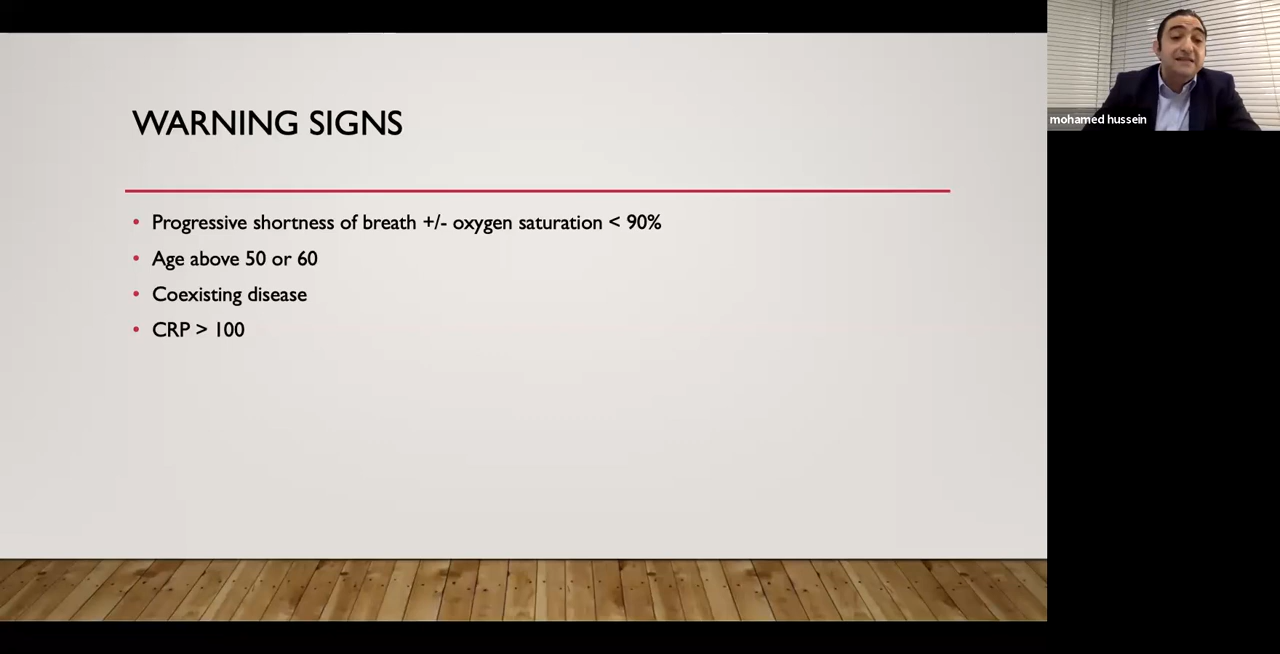 WARNING SIGNS
• Progressive shortness of breath +/- oxygen saturation < 90%
• Age above 50 or 60
• Coexisting disease
• CRP > 100
mohamed hussein